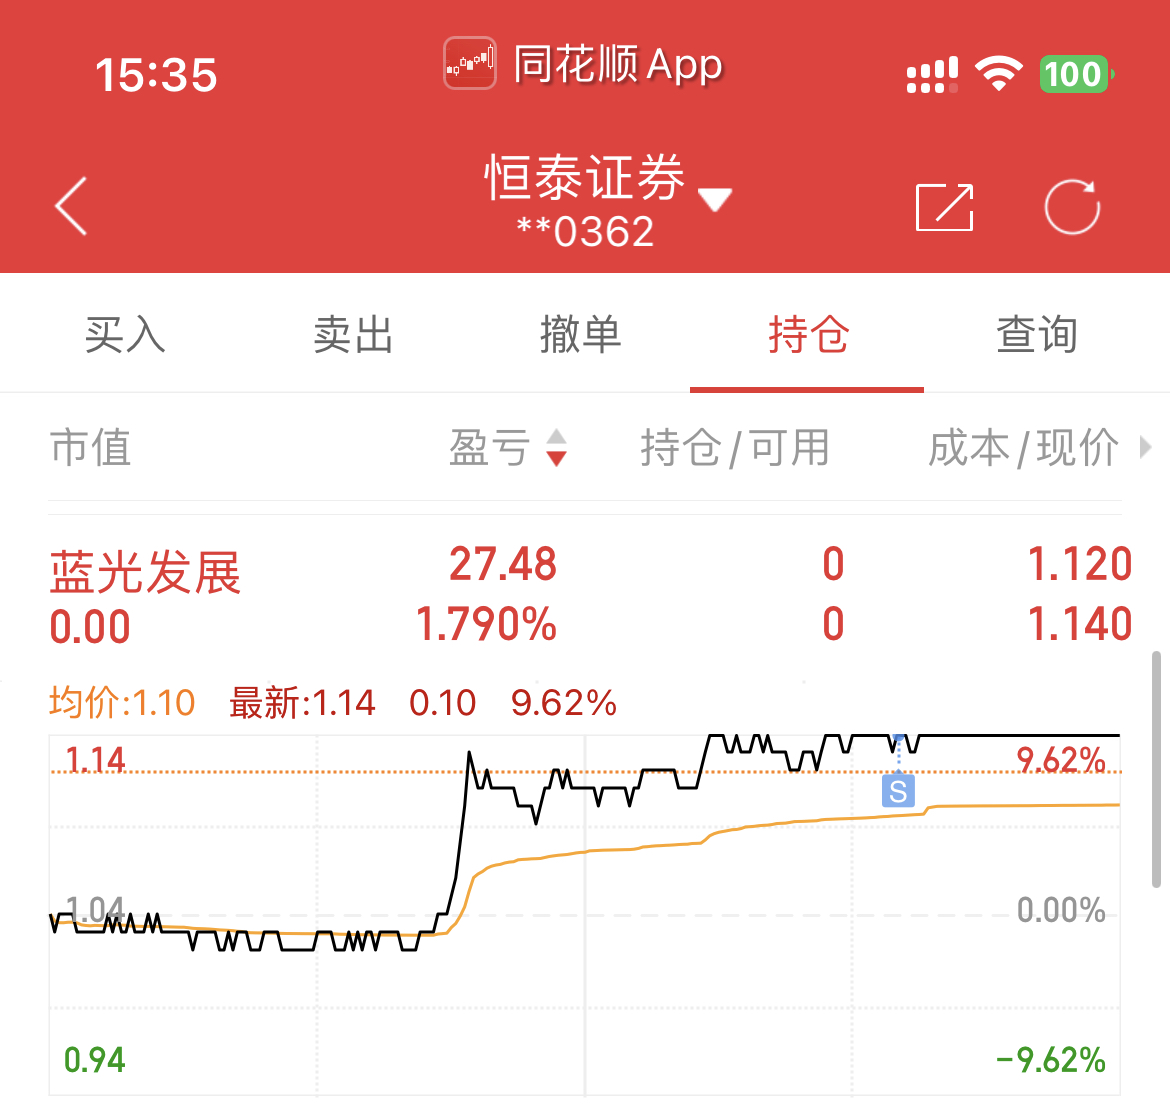 15:35 同花顺App 100
恒泰证券
**0362
买入 卖出 撤单 持仓 查询
市值 盈亏 持仓/可用 成本/现价
蓝光发展 27.48 0 1.120
0.00 1.790% 0 1.140
均价:1.10 最新:1.14 0.10 9.62%
1.14 9.62%
S
1.04 0.00%
0.94 -9.62%